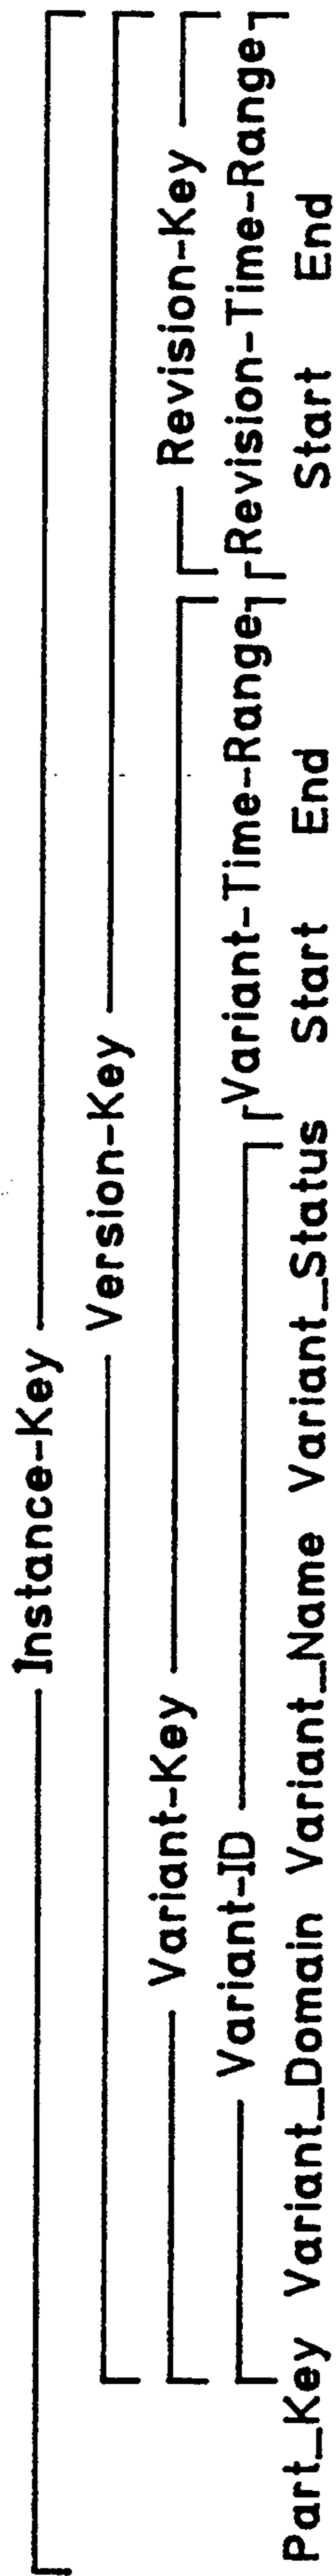 Instance-Key
Version-Key
Variant-Key Revision-Key
Variant-ID Variant-Time-Range Revision-Time-Range
Part_Key Variant_Domain Variant_Name Variant_Status Start End Start End